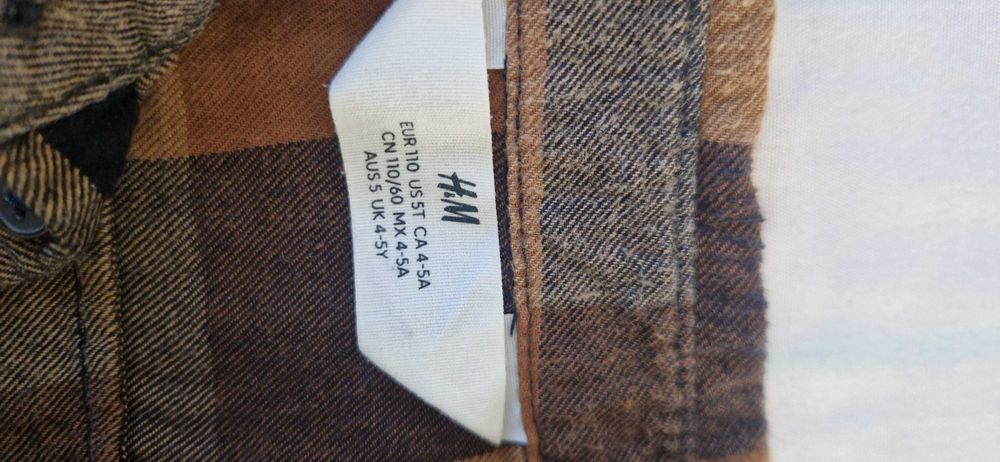 H&M
EUR 110 US 5T CA 4-5A
CN 110/60 MX 4-5A
AUS 5 UK 4-5Y